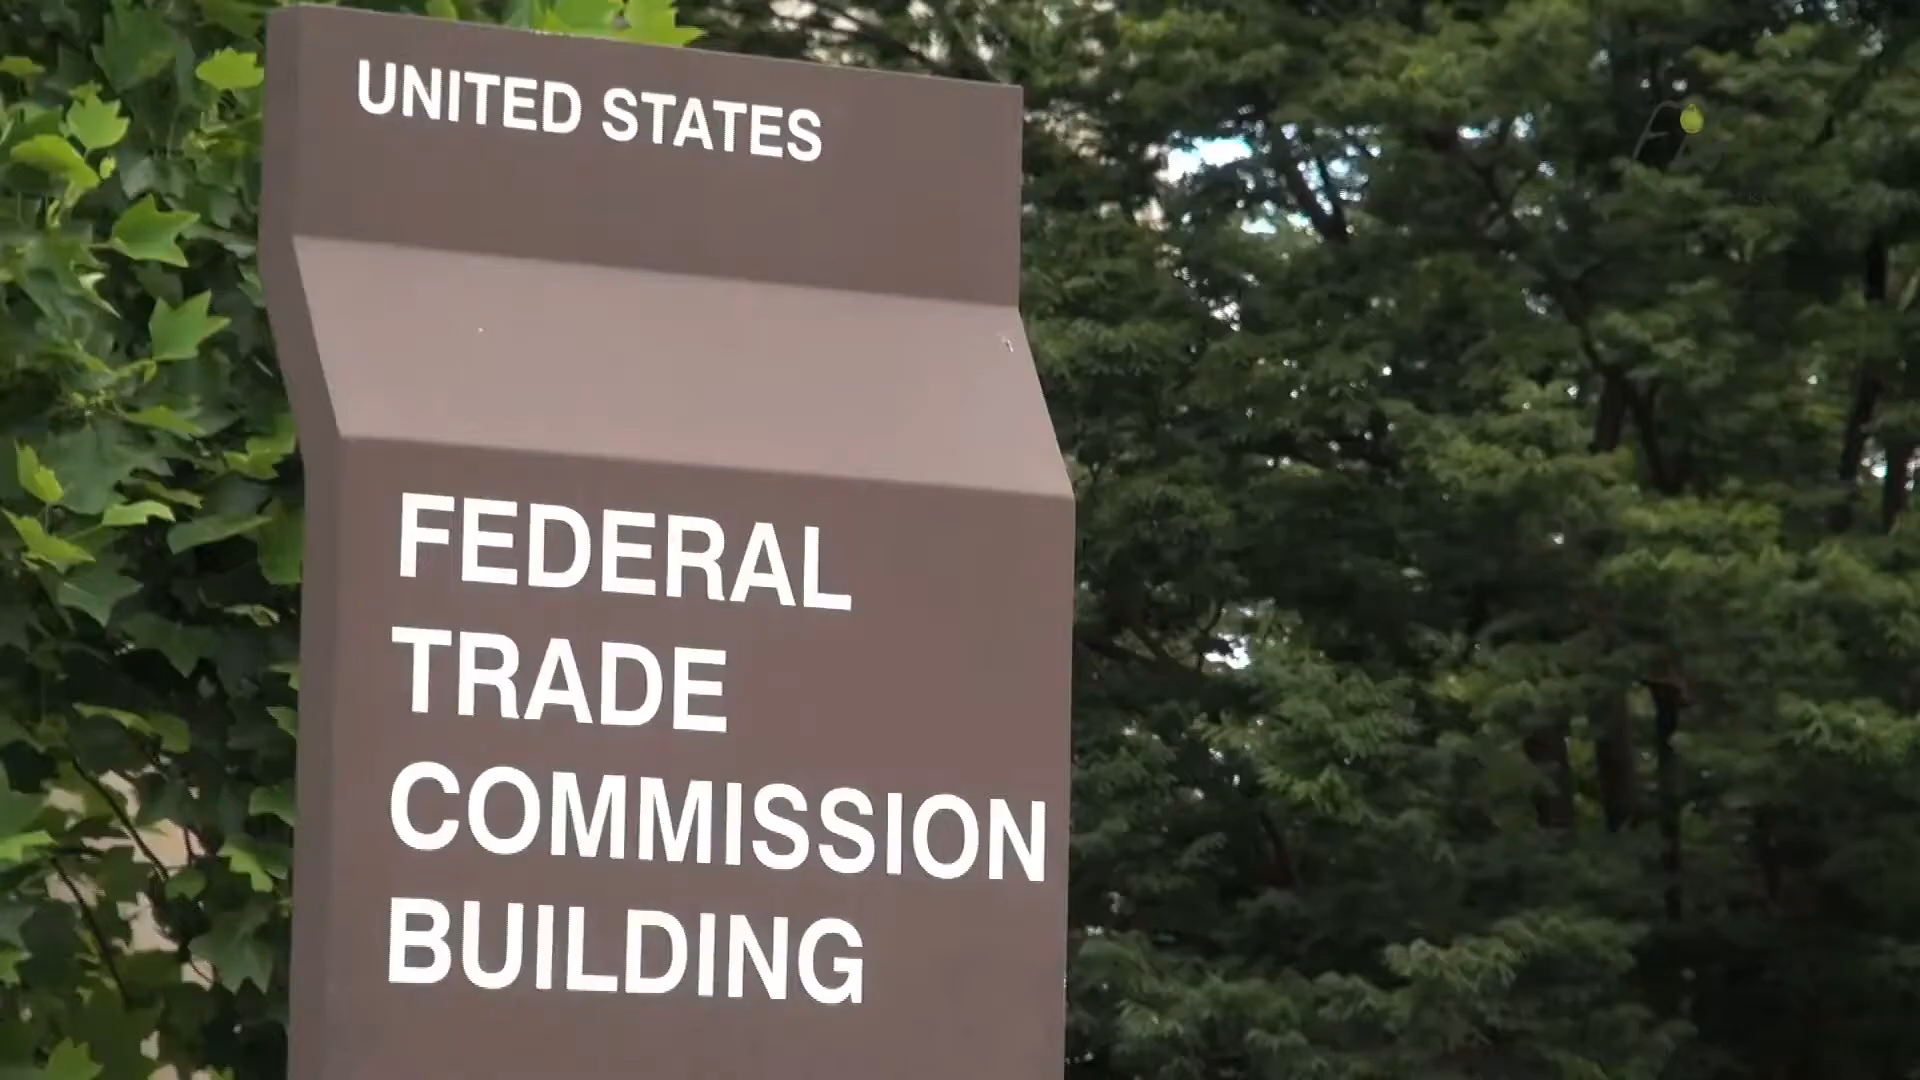 UNITED STATES
FEDERAL
TRADE
COMMISSION
BUILDING